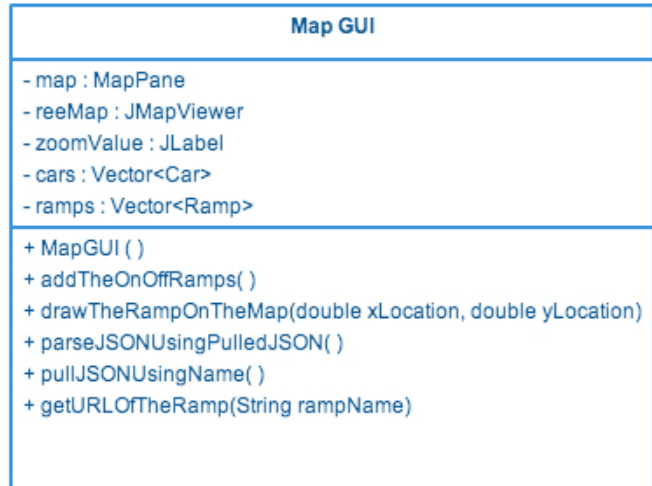 Map GUI
- map : MapPane
- reeMap : JMapViewer
- zoomValue : JLabel
- cars : Vector<Car>
- ramps : Vector<Ramp>
+ MapGUI ( )
+ addTheOnOffRamps( )
+ drawTheRampOnTheMap(double xLocation, double yLocation)
+ parseJSONUsingPulledJSON( )
+ pullJSONUsingName( )
+ getURLOfTheRamp(String rampName)